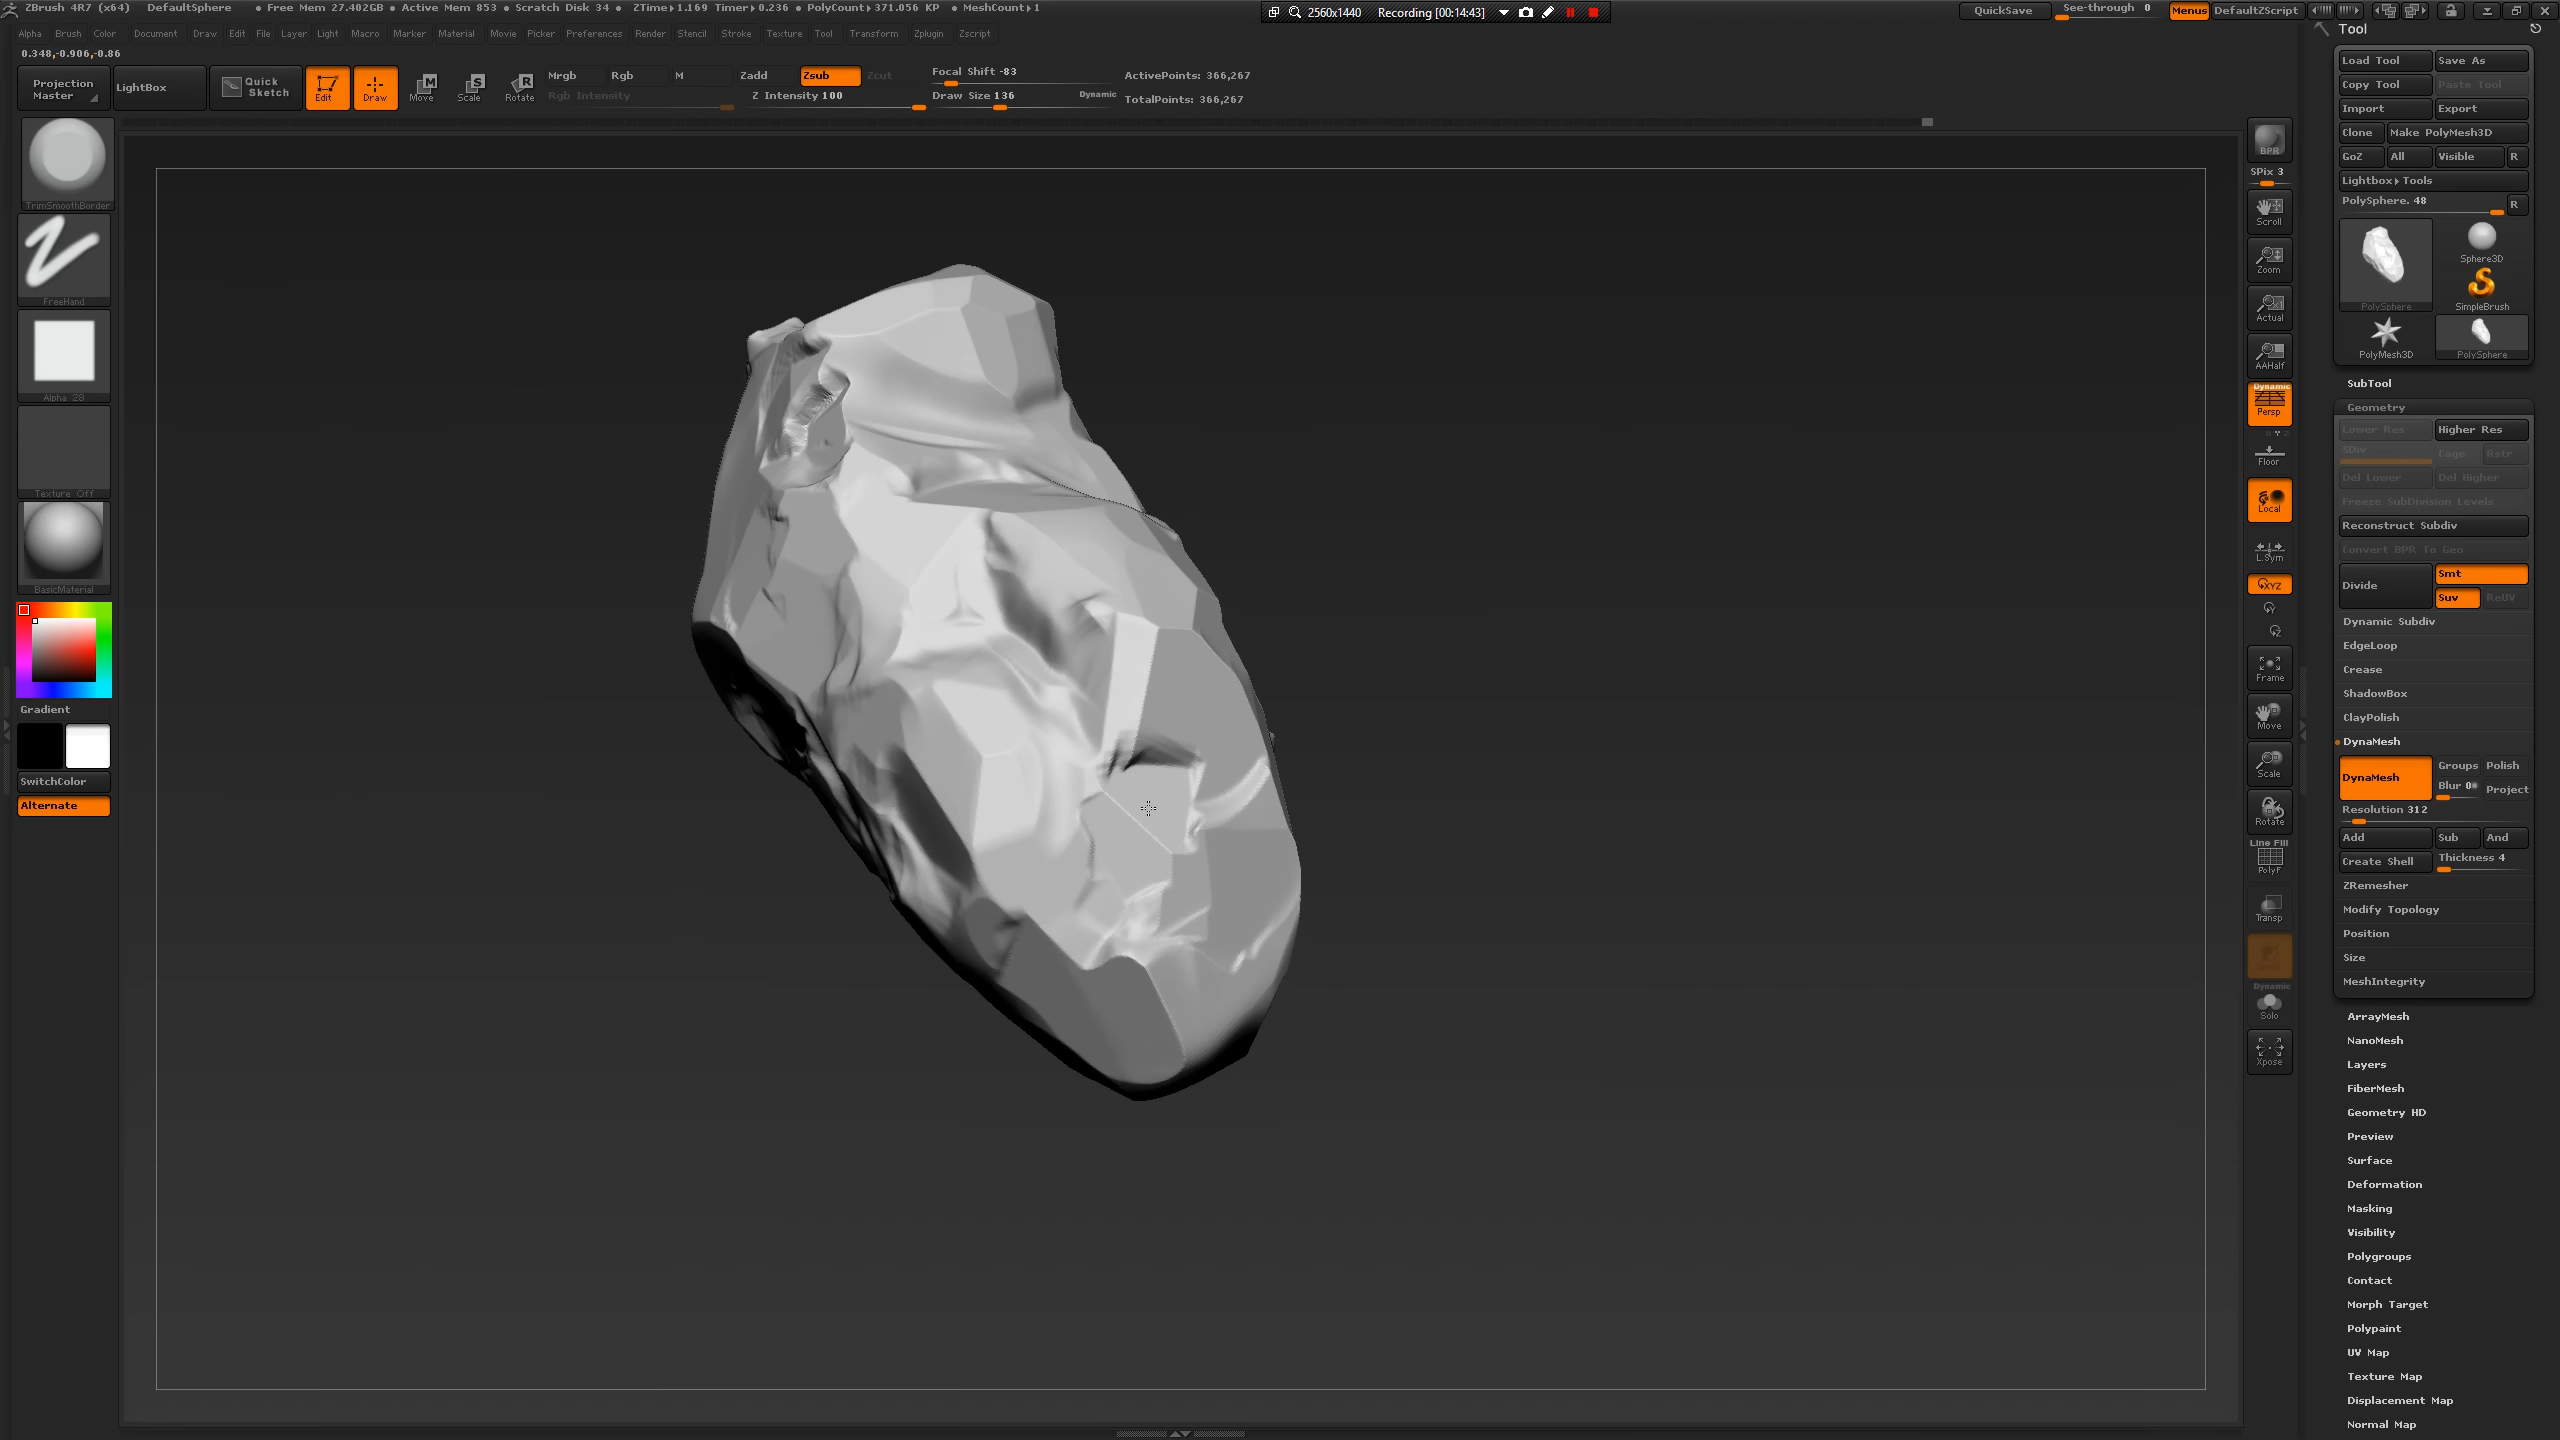 ZBrush 4R7 (x64) DefaultSphere • Free Mem 27.402GB • Active Mem 853 • Scratch Disk 34 • ZTime▸1.169 Timer▸0.236 • PolyCount▸371.056 KP • MeshCount▸1
2560x1440 Recording [00:14:43]
QuickSave See-through 0 Menus DefaultZScript
Alpha Brush Color Document Draw Edit File Layer Light Macro Marker Material Movie Picker Preferences Render Stencil Stroke Texture Tool Transform Zplugin Zscript
0.348,-0.906,-0.86
Projection Master
LightBox
Quick Sketch
Edit
Draw
Move
Scale
Rotate
Mrgb Rgb M
Rgb Intensity
Zadd Zsub Zcut
Z Intensity 100
Focal Shift -83
Draw Size 136 Dynamic
ActivePoints: 366,267
TotalPoints: 366,267
TrimSmoothBorder
FreeHand
Alpha 28
Texture Off
BasicMaterial
Gradient
SwitchColor
Alternate
BPR
SPix 3
Scroll
Zoom
Actual
AAHalf
Dynamic
Persp
Floor
Local
L.Sym
XYZ
Y
Z
Frame
Move
Scale
Rotate
Line Fill
PolyF
Transp
Dynamic
Solo
Xpose
Tool
Load Tool Save As
Copy Tool Paste Tool
Import Export
Clone Make PolyMesh3D
GoZ All Visible R
Lightbox▸Tools
PolySphere. 48 R
PolySphere
Sphere3D
SimpleBrush
PolyMesh3D
PolySphere
SubTool
Geometry
Lower Res Higher Res
SDiv Cage Rstr
Del Lower Del Higher
Freeze SubDivision Levels
Reconstruct Subdiv
Convert BPR To Geo
Divide Smt
Suv ReUV
Dynamic Subdiv
EdgeLoop
Crease
ShadowBox
ClayPolish
DynaMesh
DynaMesh Groups Polish
Blur 0 Project
Resolution 312
Add Sub And
Create Shell Thickness 4
ZRemesher
Modify Topology
Position
Size
MeshIntegrity
ArrayMesh
NanoMesh
Layers
FiberMesh
Geometry HD
Preview
Surface
Deformation
Masking
Visibility
Polygroups
Contact
Morph Target
Polypaint
UV Map
Texture Map
Displacement Map
Normal Map